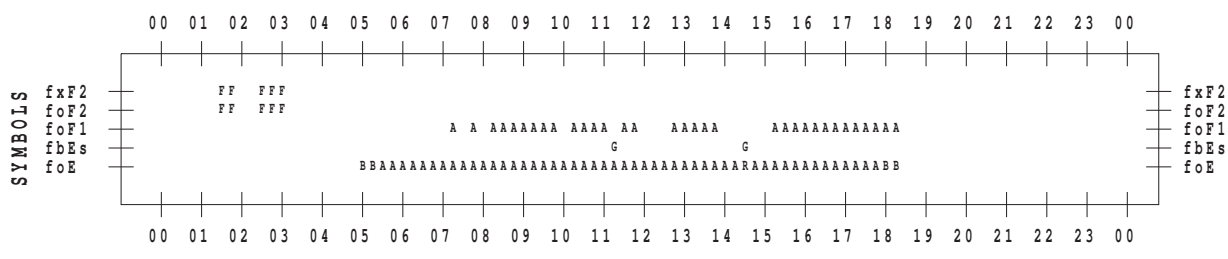 00 01 02 03 04 05 06 07 08 09 10 11 12 13 14 15 16 17 18 19 20 21 22 23 00
SYMBOLS
fxF2 FF FFF fxF2
foF2 FF FFF foF2
foF1 A A AAAAAAA AAAA AA AAAAA AAAAAAAAAAAAA foF1
fbEs G G fbEs
foE BBAAAAAAAAAAAAAAAAAAAAAAAAAAAAAAAAAAAARAAAAAAAAAAAAABB foE
00 01 02 03 04 05 06 07 08 09 10 11 12 13 14 15 16 17 18 19 20 21 22 23 00